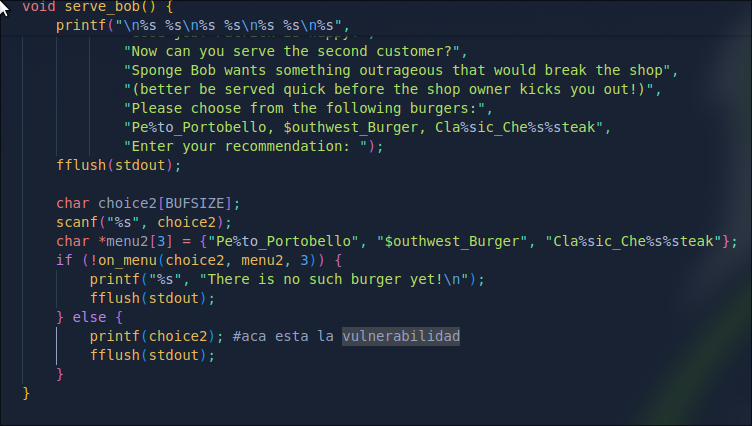 void serve_bob() {
printf("\n%s %s\n%s %s\n%s %s\n%s",
"Now can you serve the second customer?",
"Sponge Bob wants something outrageous that would break the shop",
"(better be served quick before the shop owner kicks you out!)",
"Please choose from the following burgers:",
"Pe%to_Portobello, $outhwest_Burger, Cla%sic_Che%s%steak",
"Enter your recommendation: ");
fflush(stdout);
char choice2[BUFSIZE];
scanf("%s", choice2);
char *menu2[3] = {"Pe%to_Portobello", "$outhwest_Burger", "Cla%sic_Che%s%steak"};
if (!on_menu(choice2, menu2, 3)) {
printf("%s", "There is no such burger yet!\n");
fflush(stdout);
} else {
printf(choice2); #aca esta la vulnerabilidad
fflush(stdout);
}
}